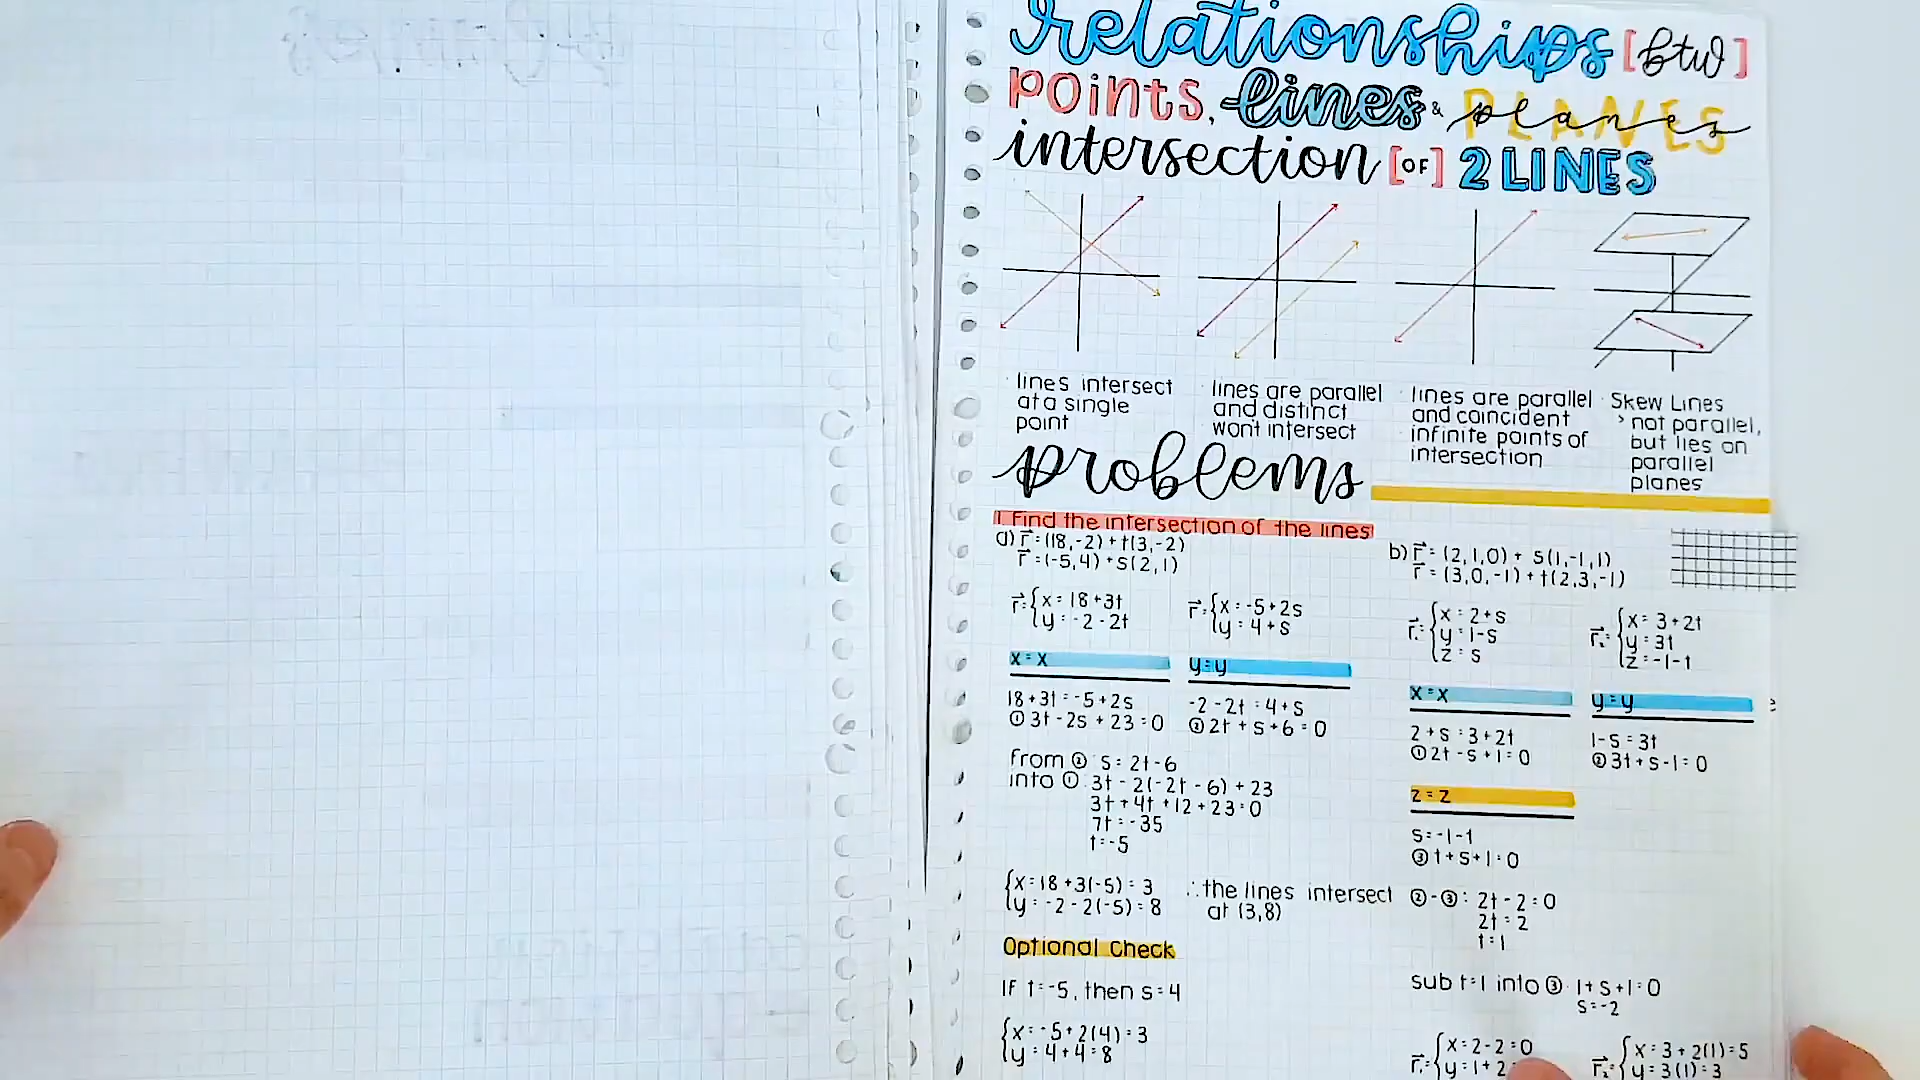 relationships [btw]
points, lines & planes
intersection [OF] 2 LINES
lines intersect
at a single
point
lines are parallel
and distinct
won't intersect
lines are parallel
and coincident
infinite points of
intersection
Skew Lines
> not parallel,
but lies on
parallel
planes
problems
1. Find the intersection of the lines
a) r⃗ = (18,-2) + t(3,-2)
r⃗ = (-5,4) + s(2,1)
r⃗ = { x = 18 + 3t
y = -2 - 2t
r⃗ = { x = -5 + 2s
y = 4 + s
x = x
y = y
18 + 3t = -5 + 2s
① 3t - 2s + 23 = 0
-2 - 2t = 4 + s
② 2t + s + 6 = 0
from ② s = 2t - 6
into ① 3t - 2(-2t - 6) + 23
3t + 4t + 12 + 23 = 0
7t = -35
t = -5
{ x = 18 + 3(-5) = 3
y = -2 - 2(-5) = 8
∴ the lines intersect
at (3,8)
Optional Check
IF t = -5, then s = 4
{ x = -5 + 2(4) = 3
y = 4 + 4 = 8
b) r⃗ = (2,1,0) + s(1,-1,1)
r⃗ = (3,0,-1) + t(2,3,-1)
r⃗₁ = { x = 2 + s
y = 1 - s
z = s
r⃗₂ = { x = 3 + 2t
y = 3t
z = -1 - t
x = x
y = y
2 + s = 3 + 2t
① 2t - s + 1 = 0
1 - s = 3t
② 3t + s - 1 = 0
z = z
s = -1 - t
③ t + s + 1 = 0
② - ③ : 2t - 2 = 0
2t = 2
t = 1
sub t = 1 into ③ 1 + s + 1 = 0
s = -2
r⃗₁ = { x = 2 - 2 = 0
y = 1 + 2
r⃗₂ = { x = 3 + 2(1) = 5
y = 3(1) = 3